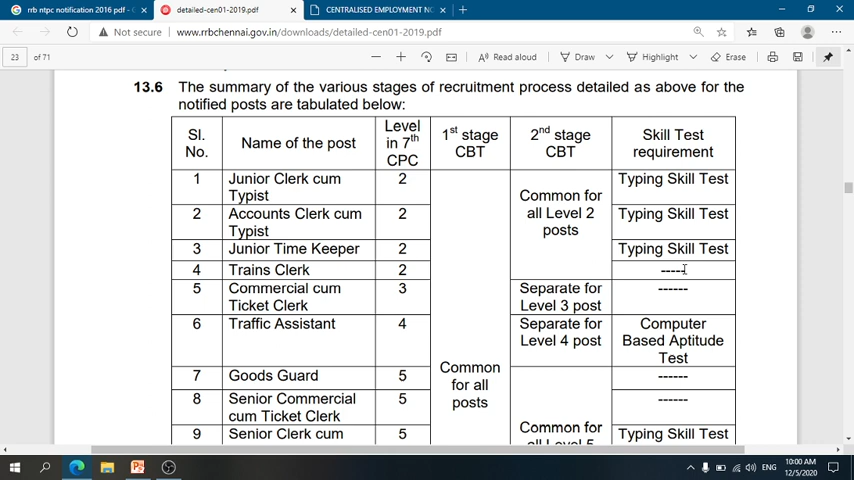 rrb ntpc notification 2016 pdf -
detailed-cen01-2019.pdf
CENTRALISED EMPLOYMENT NO
Not secure
www.rrbchennai.gov.in/downloads/detailed-cen01-2019.pdf
23 of 71
Read aloud
Draw
Highlight
Erase
13.6 The summary of the various stages of recruitment process detailed as above for the
notified posts are tabulated below:
Sl. No.
Name of the post
Level in 7th CPC
1st stage CBT
2nd stage CBT
Skill Test requirement
1 Junior Clerk cum Typist 2 Typing Skill Test
2 Accounts Clerk cum Typist 2 Typing Skill Test
Common for all Level 2 posts
3 Junior Time Keeper 2 Typing Skill Test
4 Trains Clerk 2 -----
5 Commercial cum Ticket Clerk 3 Separate for Level 3 post ------
6 Traffic Assistant 4 Separate for Level 4 post Computer Based Aptitude Test
Common for all posts
7 Goods Guard 5 ------
8 Senior Commercial cum Ticket Clerk 5 ------
9 Senior Clerk cum 5 Typing Skill Test
Common for
all Level 5
ENG
10:00 AM
12/5/2020